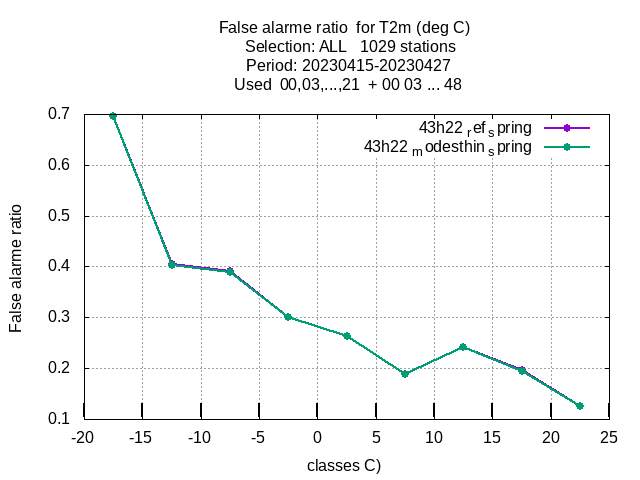 False alarme ratio  for T2m (deg C)
Selection: ALL   1029 stations
Period: 20230415-20230427
Used  00,03,...,21  + 00 03 ... 48
43h22 ref spring
43h22 modesthin spring
False alarme ratio
0.7
0.6
0.5
0.4
0.3
0.2
0.1
-20 -15 -10 -5 0 5 10 15 20 25
classes C)